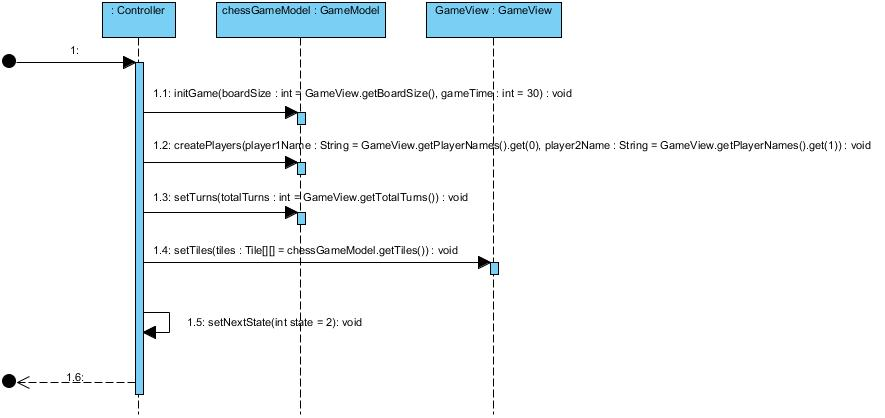 : Controller
chessGameModel : GameModel
GameView : GameView
1:
1.1: initGame(boardSize : int = GameView.getBoardSize(), gameTime : int = 30) : void
1.2: createPlayers(player1Name : String = GameView.getPlayerNames().get(0), player2Name : String = GameView.getPlayerNames().get(1)) : void
1.3: setTurns(totalTurns : int = GameView.getTotalTurns()) : void
1.4: setTiles(tiles : Tile[][] = chessGameModel.getTiles()) : void
1.5: setNextState(int state = 2): void
1.6: